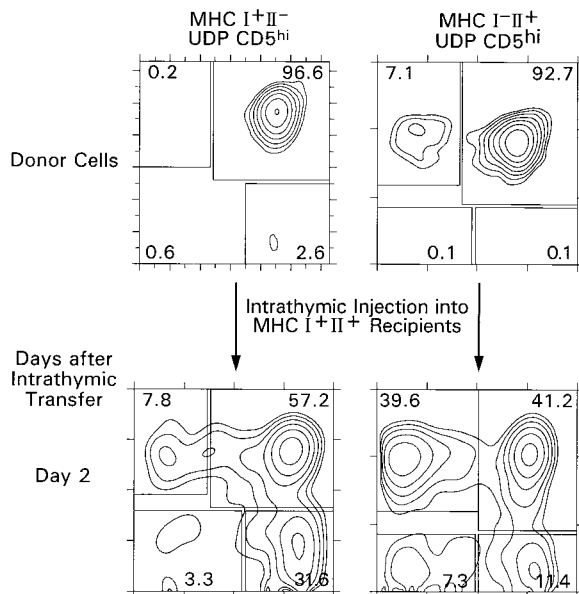 MHC I+II− MHC I−II+
UDP CD5hi UDP CD5hi
0.2 96.6 7.1 92.7
Donor Cells
0.6 2.6 0.1 0.1
Intrathymic Injection into
MHC I+II+ Recipients
Days after
Intrathymic
Transfer
7.8 57.2 39.6 41.2
Day 2
3.3 31.6 7.3 11.4